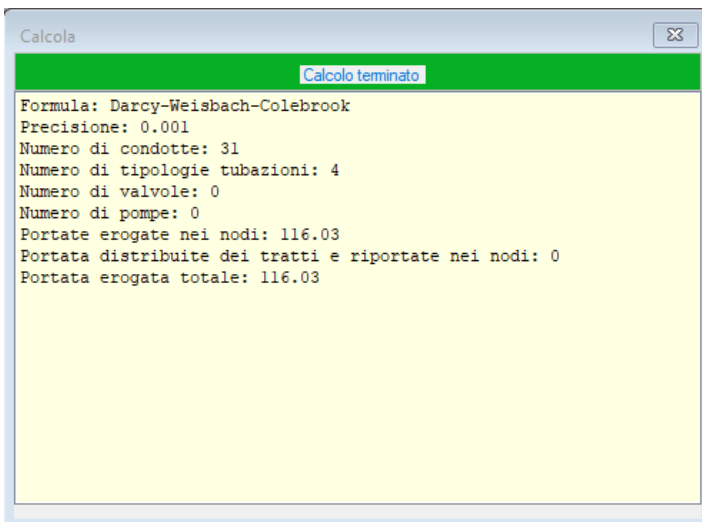 Calcola
Calcolo terminato
Formula: Darcy-Weisbach-Colebrook
Precisione: 0.001
Numero di condotte: 31
Numero di tipologie tubazioni: 4
Numero di valvole: 0
Numero di pompe: 0
Portate erogate nei nodi: 116.03
Portata distribuite dei tratti e riportate nei nodi: 0
Portata erogata totale: 116.03